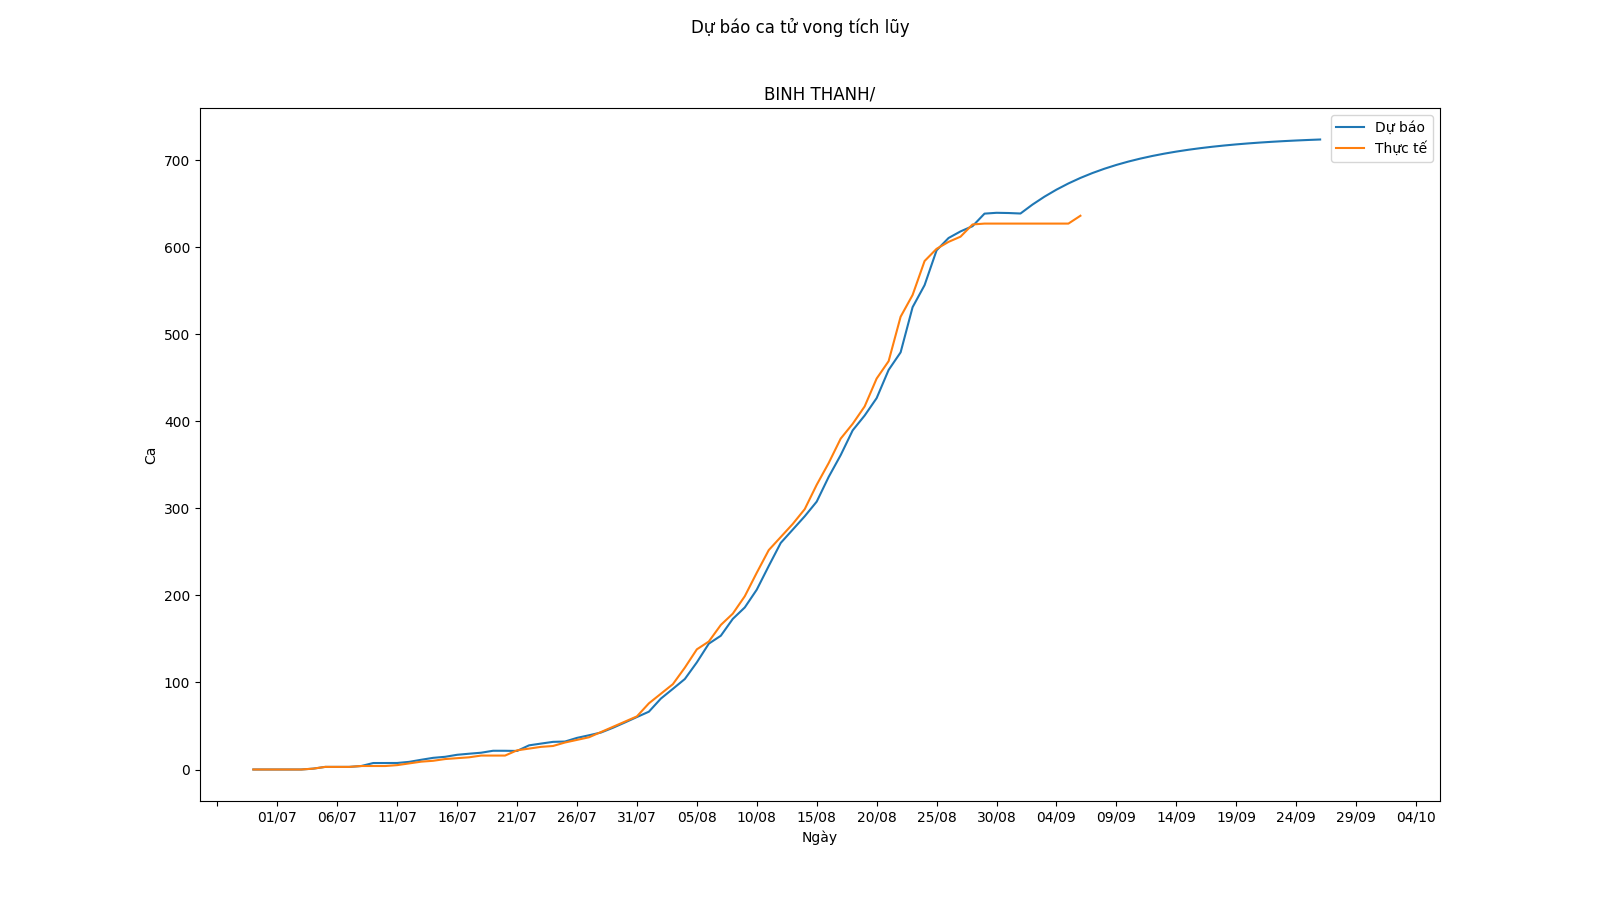 Dự báo ca tử vong tích lũy
BINH THANH/
Dự báo
Thực tế
700
600
500
400
300
200
100
0
Ca
01/07 06/07 11/07 16/07 21/07 26/07 31/07 05/08 10/08 15/08 20/08 25/08 30/08 04/09 09/09 14/09 19/09 24/09 29/09 04/10
Ngày